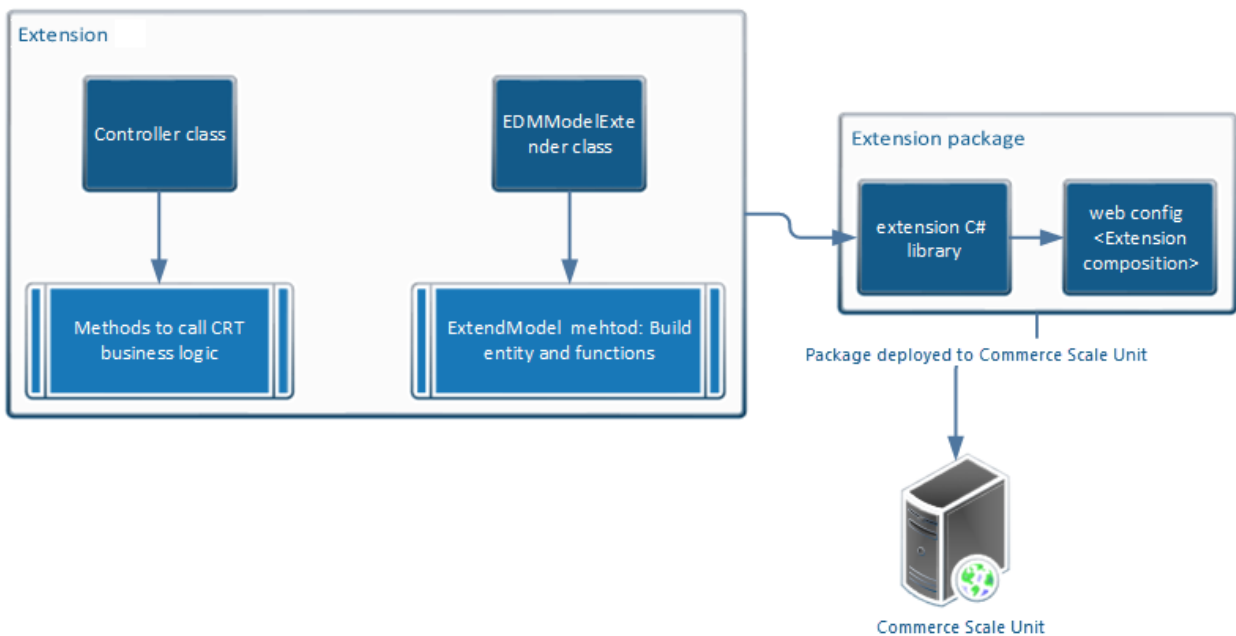 Extension
Controller class
EDMModelExte
nder class
Methods to call CRT
business logic
ExtendModel mehtod: Build
entity and functions
Extension package
extension C#
library
web config
<Extension
composition>
Package deployed to Commerce Scale Unit
Commerce Scale Unit